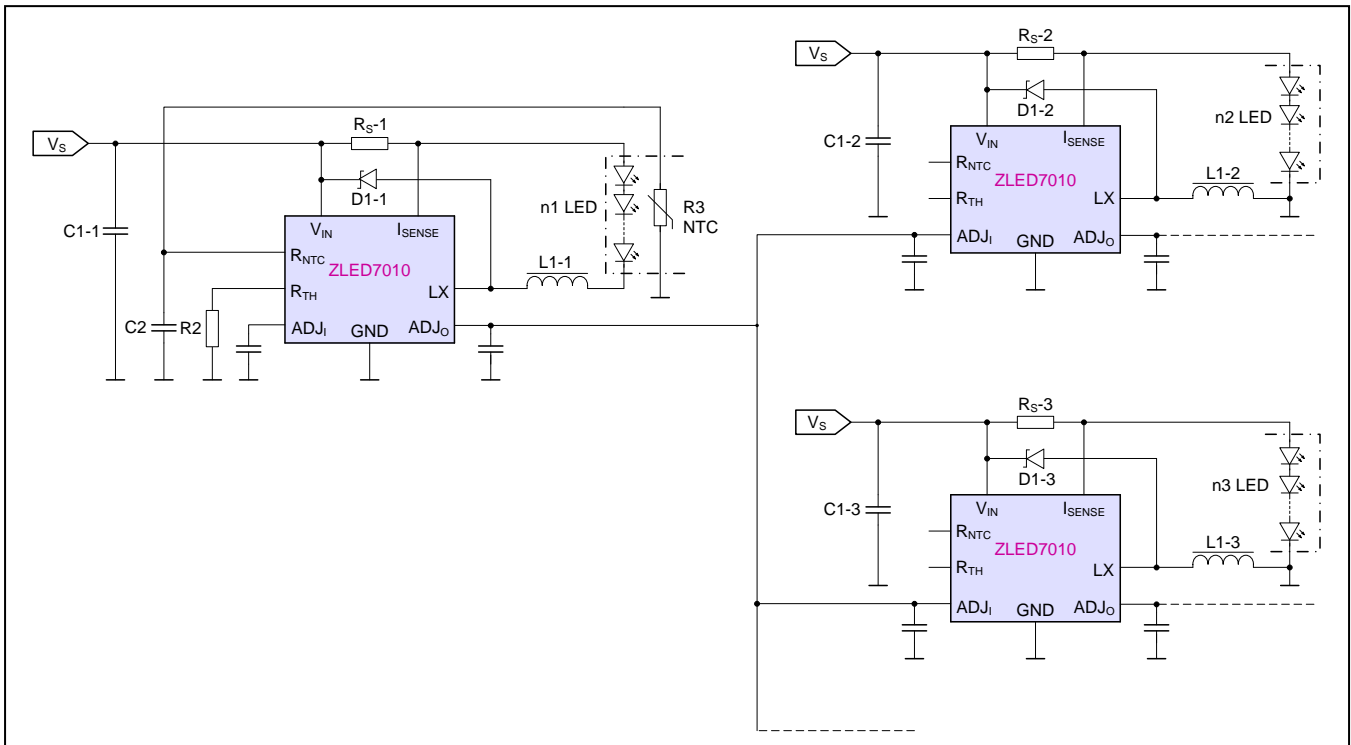 VS
RS-1
D1-1
C1-1
VIN
ISENSE
RNTC
ZLED7010
RTH
LX
ADJI
GND
ADJO
C2
R2
L1-1
n1 LED
R3
NTC
VS
RS-2
D1-2
C1-2
VIN
ISENSE
RNTC
ZLED7010
RTH
LX
ADJI
GND
ADJO
L1-2
n2 LED
VS
RS-3
D1-3
C1-3
VIN
ISENSE
RNTC
ZLED7010
RTH
LX
ADJI
GND
ADJO
L1-3
n3 LED